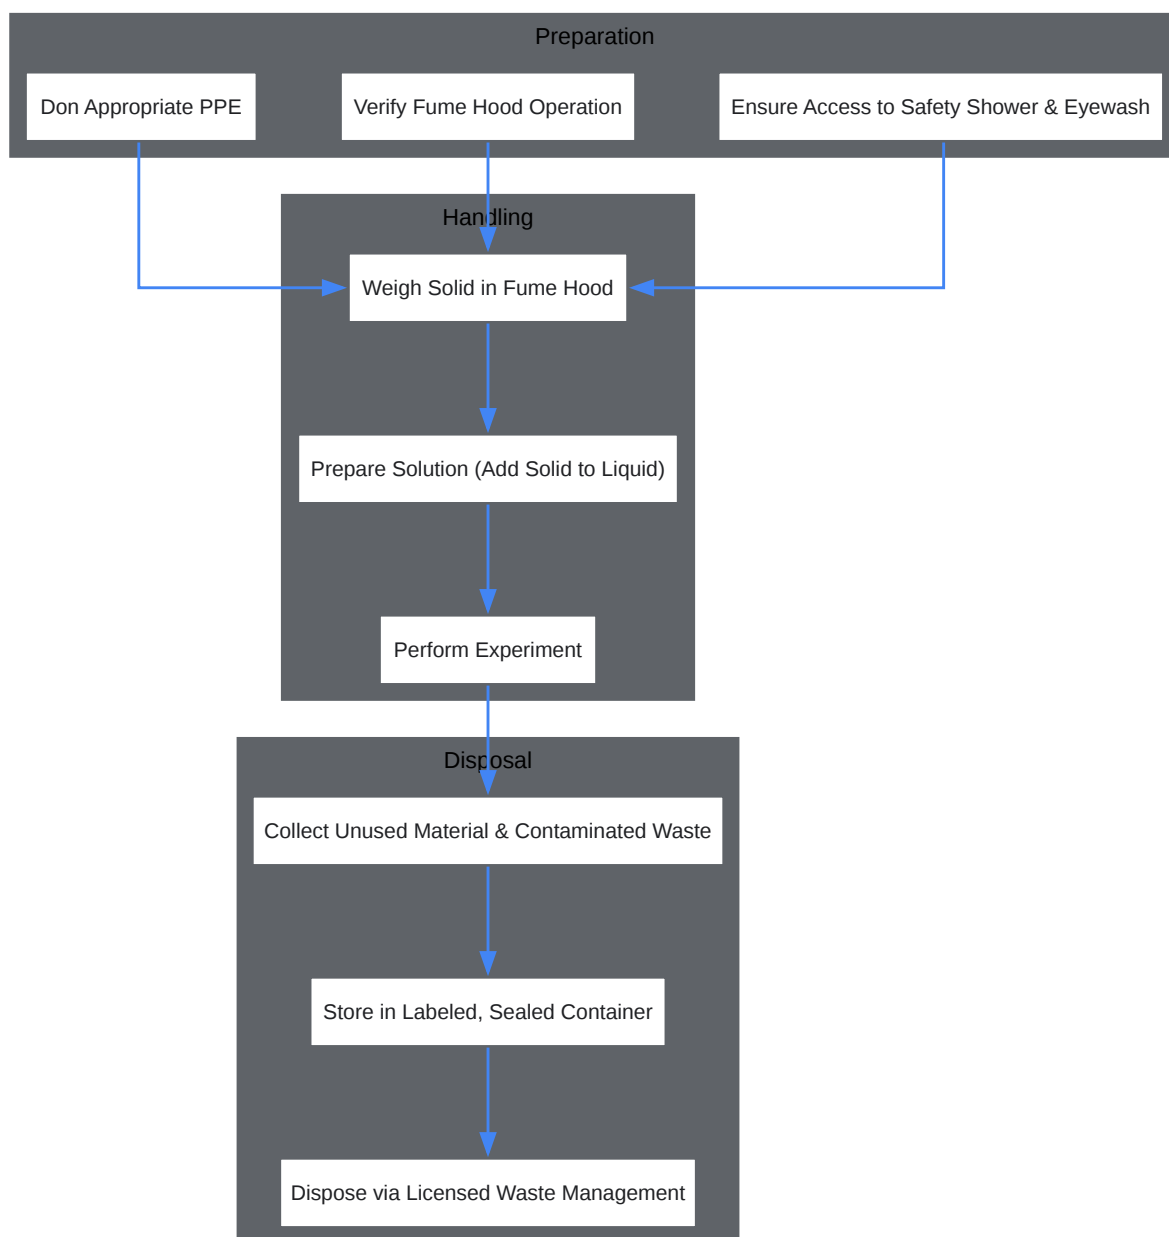 Preparation
Don Appropriate PPE
Verify Fume Hood Operation
Ensure Access to Safety Shower & Eyewash
Handling
Weigh Solid in Fume Hood
Prepare Solution (Add Solid to Liquid)
Perform Experiment
Disposal
Collect Unused Material & Contaminated Waste
Store in Labeled, Sealed Container
Dispose via Licensed Waste Management